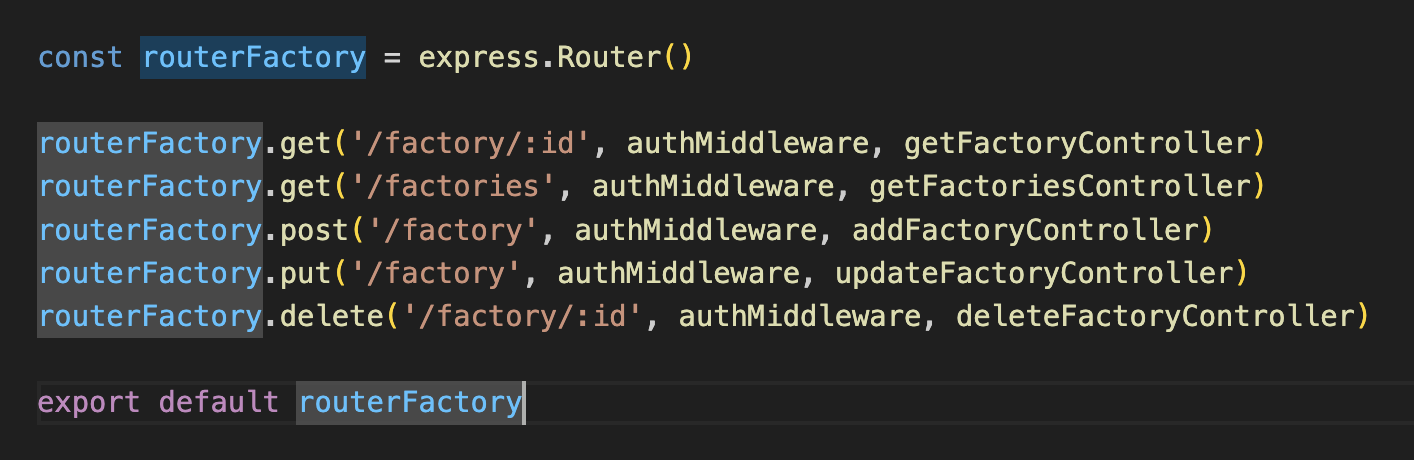 const routerFactory = express.Router()
routerFactory.get('/factory/:id', authMiddleware, getFactoryController)
routerFactory.get('/factories', authMiddleware, getFactoriesController)
routerFactory.post('/factory', authMiddleware, addFactoryController)
routerFactory.put('/factory', authMiddleware, updateFactoryController)
routerFactory.delete('/factory/:id', authMiddleware, deleteFactoryController)
export default routerFactory